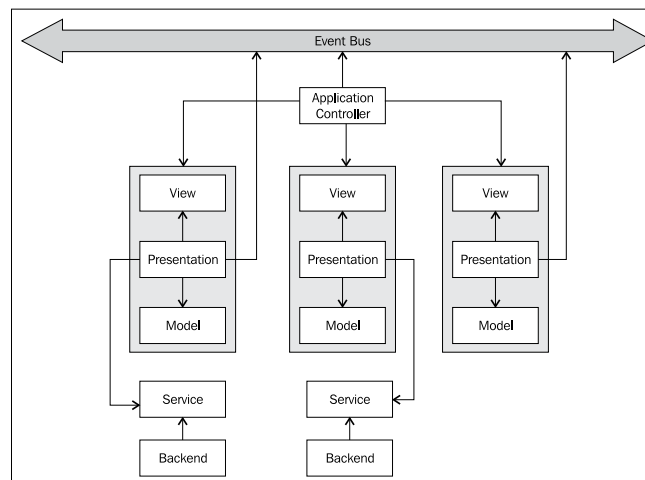 Event Bus
Application
Controller
View
View
View
Presentation
Presentation
Presentation
Model
Model
Model
Service
Service
Backend
Backend